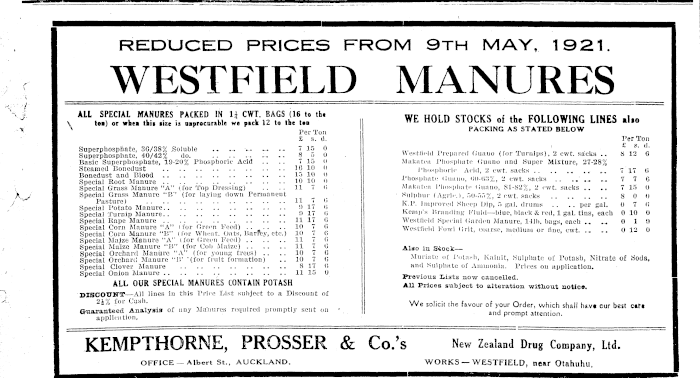 REDUCED PRICES FROM 9TH MAY, 1921.
WESTFIELD MANURES
ALL SPECIAL MANURES PACKED IN 1¼ CWT. BAGS (16 to the
ton) or when this size is unprocurable we pack 12 to the ton
Per Ton
£ s. d.
Superphosphate, 36/38% Soluble .. .. .. .. 7 15 0
Superphosphate, 40/42% do. .. .. .. .. 8 5 0
Basic Superphosphate, 19-20% Phosphoric Acid .. .. 7 15 0
Steamed Bonedust .. .. .. .. 10 0
Bonedust and Blood .. .. .. .. 15 10 0
Special Root Manure .. .. .. .. 10 0
Special Grass Manure "A" (for Top Dressing) .. .. 11 7 6
Special Grass Manure "B" (for laying down Permanent
Pasture) .. .. .. .. 11 7 6
Special Potato Manure .. .. .. .. 9 17 6
Special Turnip Manure .. .. .. .. 9 17 6
Special Rape Manure .. .. .. .. 11 17 6
Special Corn Manure "A" (for Green Feed) .. .. 10 7 6
Special Corn Manure "B" (for Wheat, Oats, Barley, etc.) 10 7 6
Special Maize Manure "A" (for Green Feed) .. .. 11 7 6
Special Maize Manure "B" (for Cob Maize) .. .. 11 7 6
Special Orchard Manure "A" (for young trees) .. .. 10 7 6
Special Orchard Manure "B" (for fruit formation) .. 10 7 6
Special Clover Manure .. .. .. .. 8 17 6
Special Onion Manure .. .. .. .. 11 15 0
ALL OUR SPECIAL MANURES CONTAIN POTASH
DISCOUNT—All lines in this Price List subject to a Discount of
2½% for Cash.
Guaranteed Analysis of any Manures required promptly sent on
application.
WE HOLD STOCKS of the FOLLOWING LINES also
PACKING AS STATED BELOW
Per Ton
£ s. d.
Westfield Prepared Guano (for Turnips), 2 cwt. sacks .. 8 12 6
Makatea Phosphate Guano and Super Mixture, 27-28%
Phosphoric Acid, 2 cwt. sacks .. .. .. .. 7 17 6
Phosphate Guano, 60-65%, 2 cwt. sacks .. .. .. 7 7 6
Makatea Phosphate Guano, 81-82%, 2 cwt. sacks .. 7 15 0
Sulphur (Agric), 50-55%, 2 cwt. sacks .. .. .. 8 0 0
K.P. Improved Sheep Dip, 5 gal. drums .. .. per gal. 0 7 6
Kemp's Branding Fluid—blue, black & red, 1 gal. tins, each 0 10 0
Westfield Special Garden Manure, 14lb. bags, each .. 0 1 9
Westfield Fowl Grit, coarse, medium or fine, cwt. .. 0 12 0
Also in Stock—
Muriate of Potash, Kainit, Sulphate of Potash, Nitrate of Soda,
and Sulphate of Ammonia. Prices on application.
Previous Lists now cancelled.
All Prices subject to alteration without notice.
We solicit the favour of your Order, which shall have our best care
and prompt attention.
KEMPTHORNE, PROSSER & Co.'s New Zealand Drug Company, Ltd.
OFFICE—Albert St., AUCKLAND. WORKS—WESTFIELD, near Otahuhu.